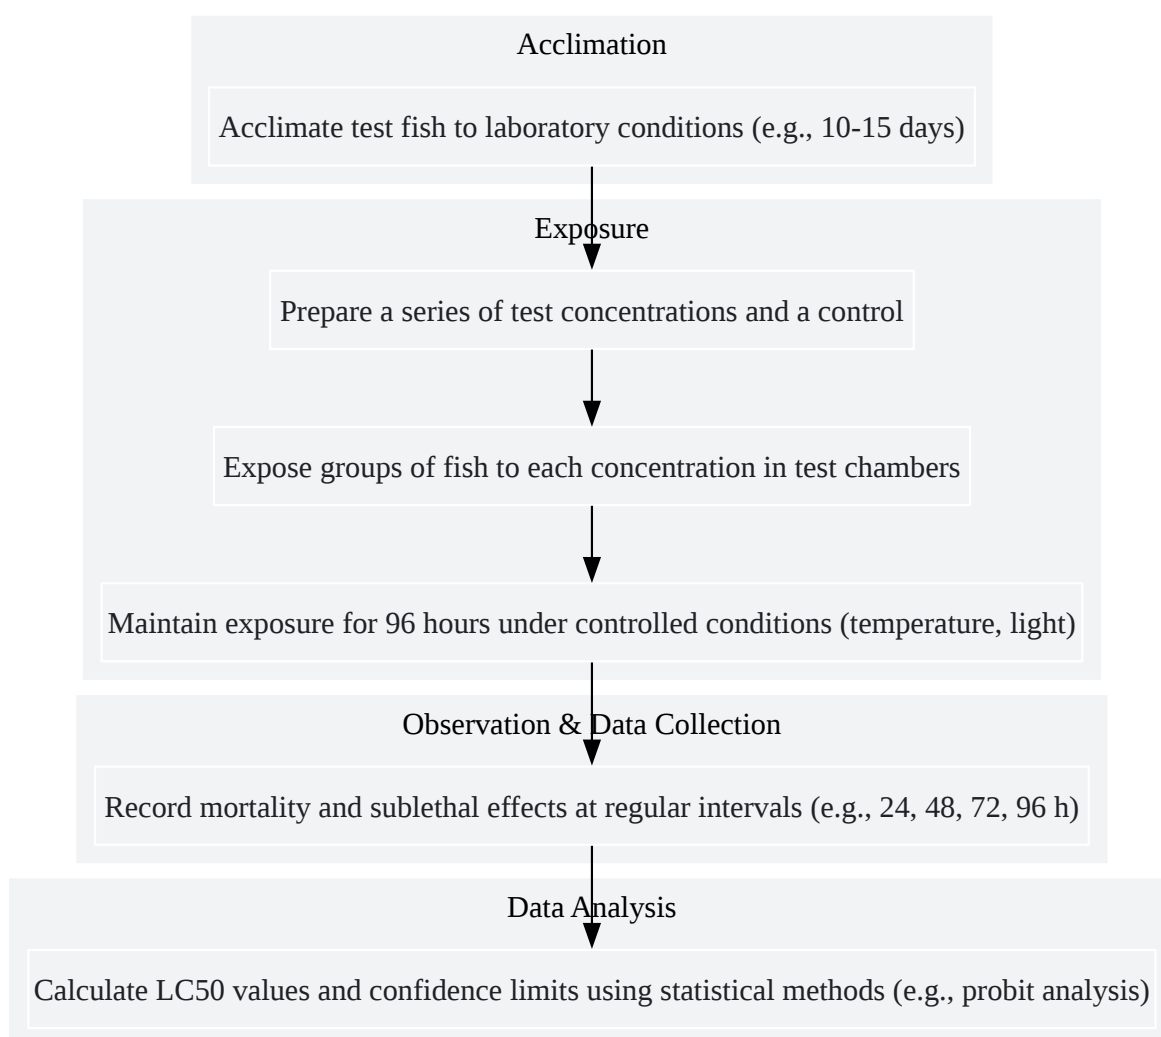 Acclimation
Acclimate test fish to laboratory conditions (e.g., 10-15 days)
Exposure
Prepare a series of test concentrations and a control
Expose groups of fish to each concentration in test chambers
Maintain exposure for 96 hours under controlled conditions (temperature, light)
Observation & Data Collection
Record mortality and sublethal effects at regular intervals (e.g., 24, 48, 72, 96 h)
Data Analysis
Calculate LC50 values and confidence limits using statistical methods (e.g., probit analysis)